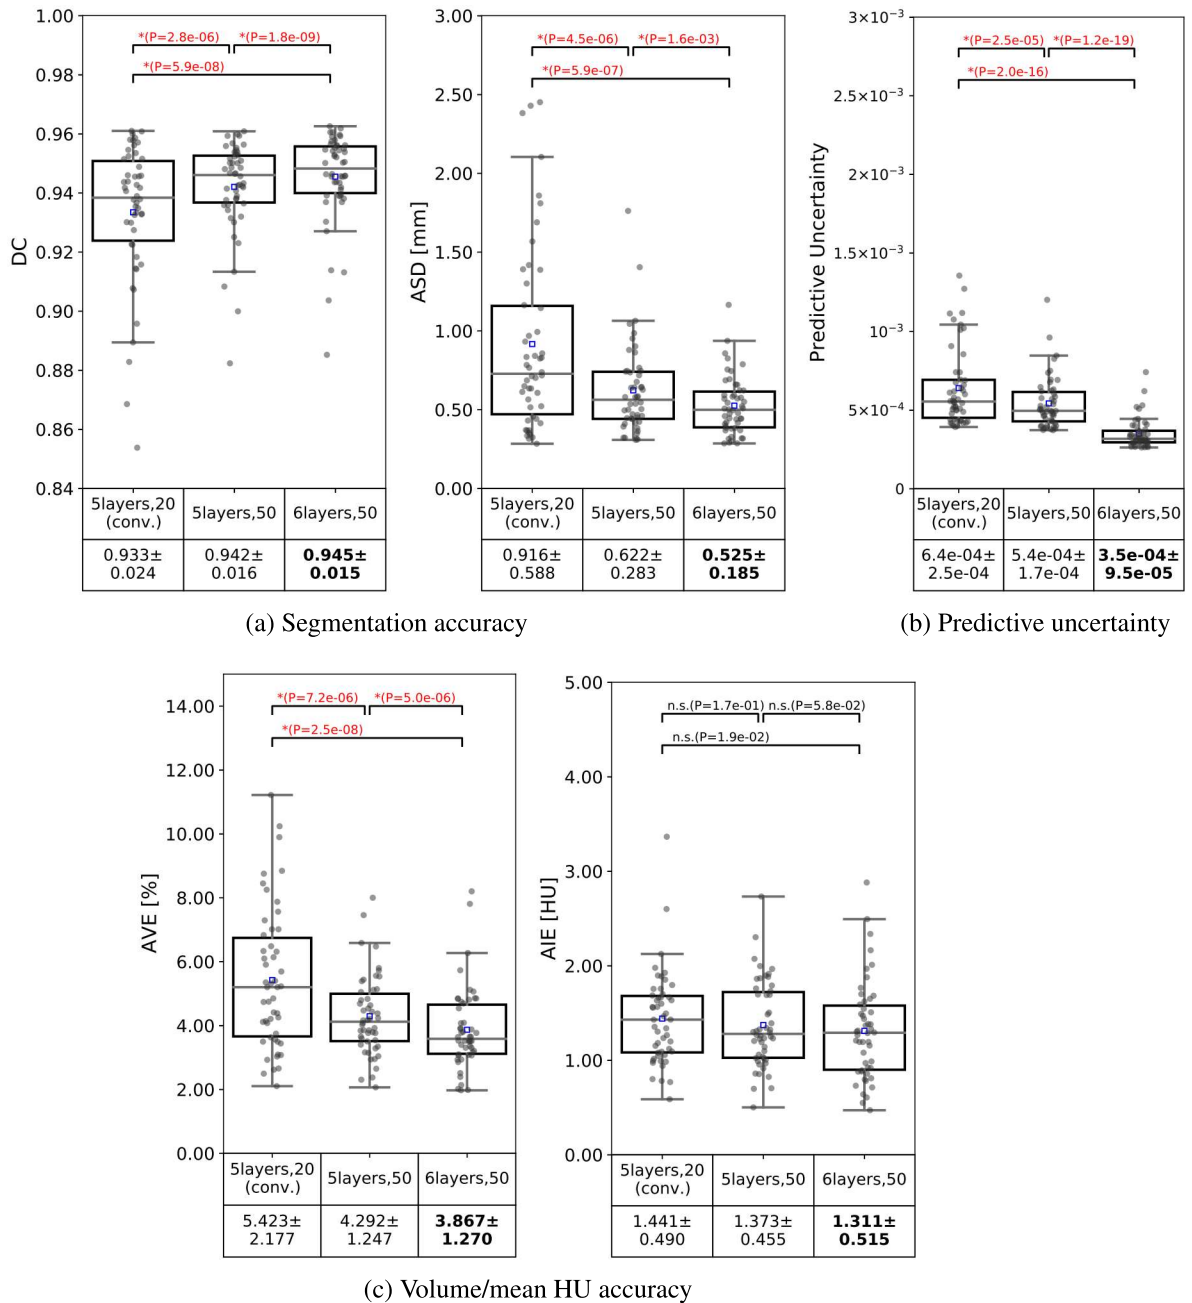 1.00
0.98
0.96
0.94
0.92
0.90
0.88
0.86
0.84
DC
*(P=2.8e-06)
*(P=1.8e-09)
*(P=5.9e-08)
5layers,20
(conv.)
5layers,50
6layers,50
0.933±
0.024
0.942±
0.016
0.945±
0.015
3.00
2.50
2.00
1.50
1.00
0.50
0.00
ASD [mm]
*(P=4.5e-06)
*(P=1.6e-03)
*(P=5.9e-07)
5layers,20
(conv.)
5layers,50
6layers,50
0.916±
0.588
0.622±
0.283
0.525±
0.185
(a) Segmentation accuracy
3×10⁻³
2.5×10⁻³
2×10⁻³
1.5×10⁻³
10⁻³
5×10⁻⁴
0
Predictive Uncertainty
*(P=2.5e-05)
*(P=1.2e-19)
*(P=2.0e-16)
5layers,20
(conv.)
5layers,50
6layers,50
6.4e-04±
2.5e-04
5.4e-04±
1.7e-04
3.5e-04±
9.5e-05
(b) Predictive uncertainty
14.00
12.00
10.00
8.00
6.00
4.00
2.00
0.00
AVE [%]
*(P=7.2e-06)
*(P=5.0e-06)
*(P=2.5e-08)
5layers,20
(conv.)
5layers,50
6layers,50
5.423±
2.177
4.292±
1.247
3.867±
1.270
5.00
4.00
3.00
2.00
1.00
0.00
AIE [HU]
n.s.(P=1.7e-01)
n.s.(P=5.8e-02)
n.s.(P=1.9e-02)
5layers,20
(conv.)
5layers,50
6layers,50
1.441±
0.490
1.373±
0.455
1.311±
0.515
(c) Volume/mean HU accuracy